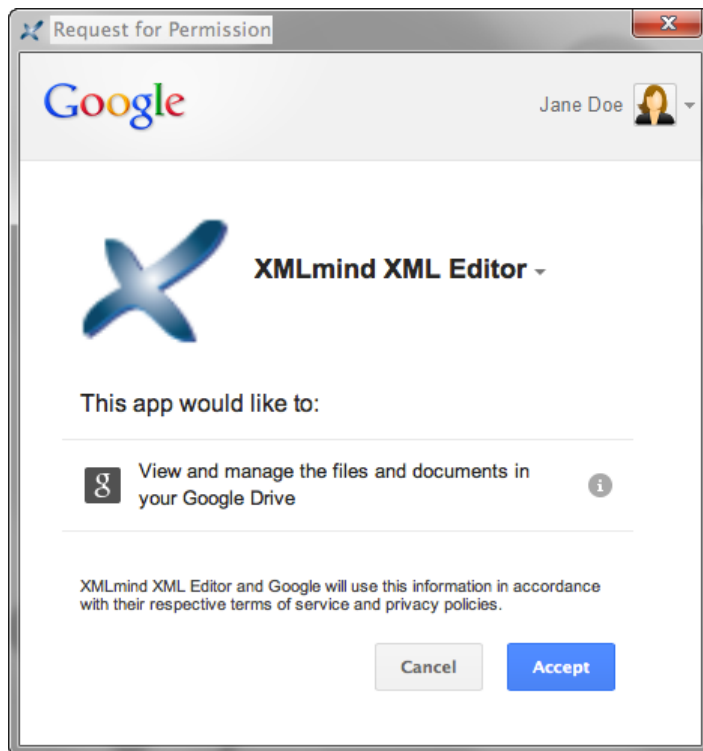 Request for Permission
Google
Jane Doe
XMLmind XML Editor
This app would like to:
g
View and manage the files and documents in
your Google Drive
i
XMLmind XML Editor and Google will use this information in accordance
with their respective terms of service and privacy policies.
Cancel
Accept